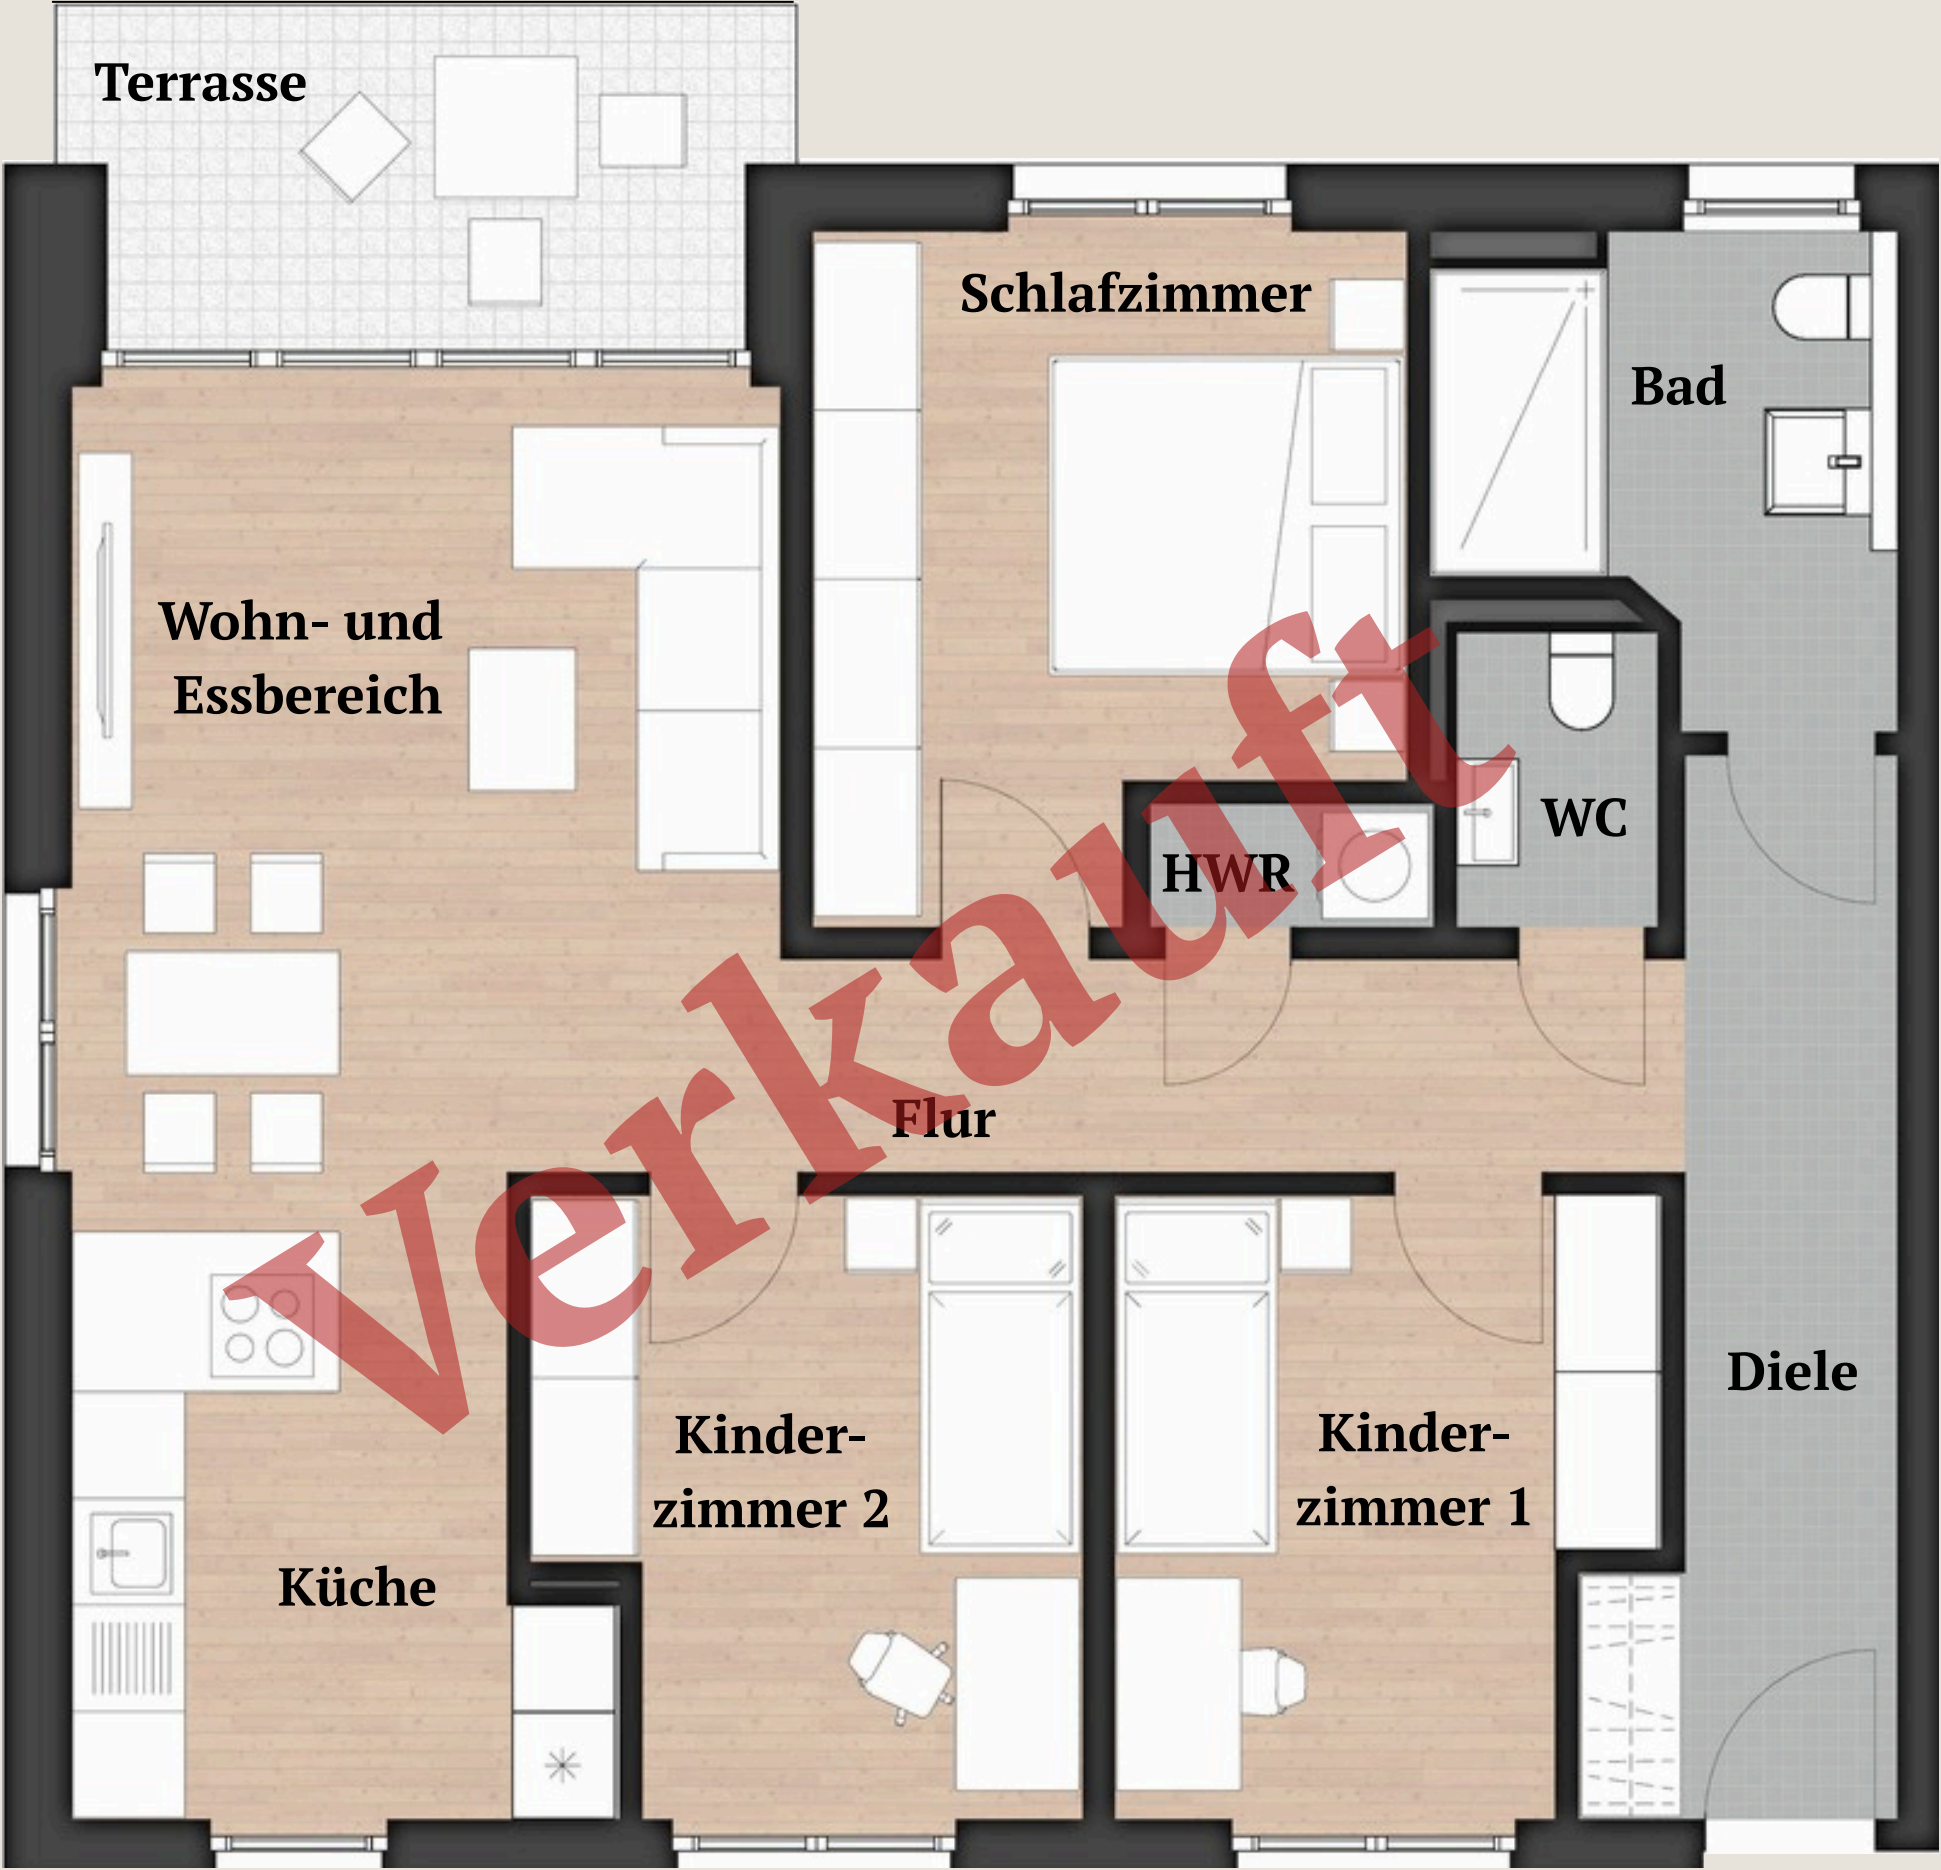 Terrasse
Schlafzimmer
Bad
Wohn- und
Essbereich
WC
HWR
Flur
Verkauft
Diele
Kinder-
zimmer 2
Kinder-
zimmer 1
Küche